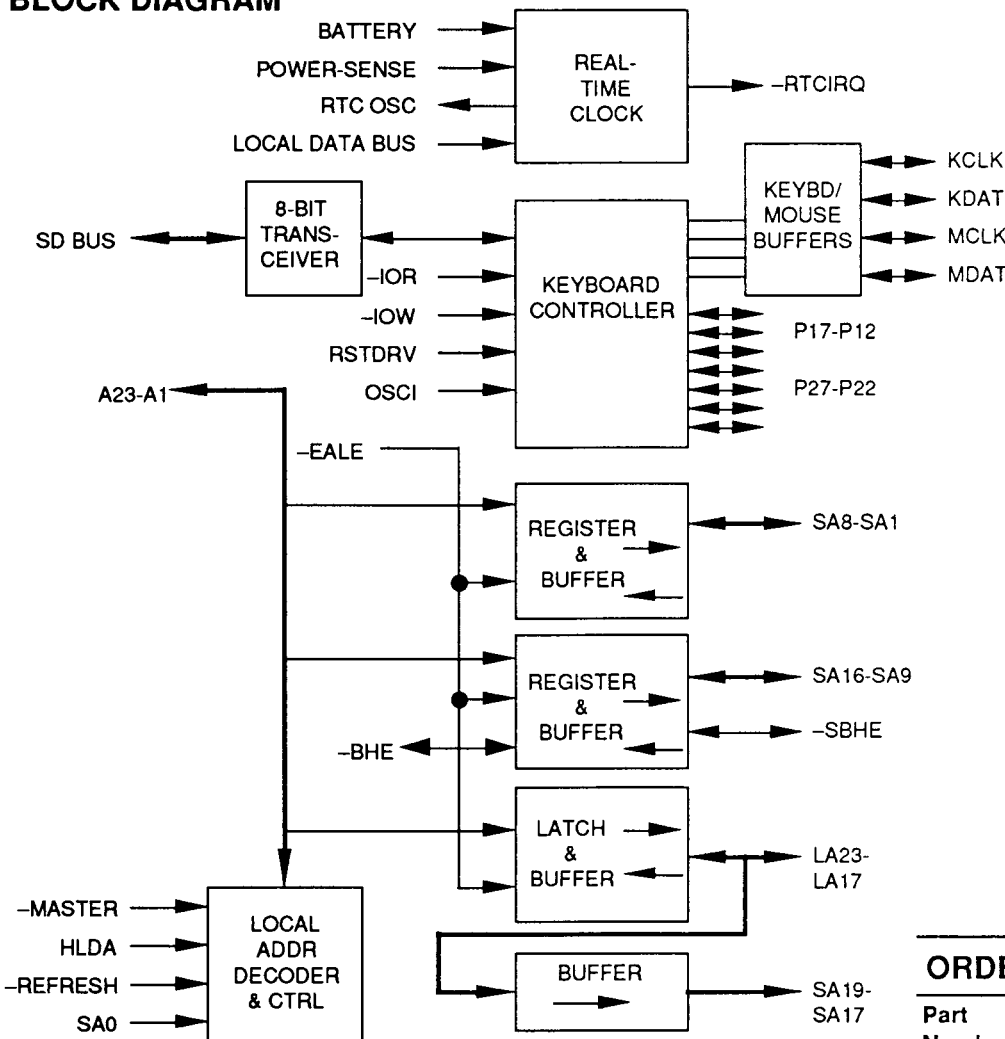 BLOCK DIAGRAM
BATTERY
POWER-SENSE
RTC OSC
LOCAL DATA BUS
REAL-
TIME
CLOCK
–RTCIRQ
KEYBD/
MOUSE
BUFFERS
KCLK
KDAT
MCLK
MDAT
SD BUS
8-BIT
TRANS-
CEIVER
–IOR
–IOW
RSTDRV
OSCI
KEYBOARD
CONTROLLER
P17-P12
P27-P22
A23-A1
–EALE
REGISTER
&
BUFFER
SA8-SA1
REGISTER
&
BUFFER
SA16-SA9
–BHE
–SBHE
LATCH
&
BUFFER
LA23-
LA17
–MASTER
HLDA
–REFRESH
SA0
LOCAL
ADDR
DECODER
& CTRL
BUFFER
SA19-
SA17
ORDE
Part